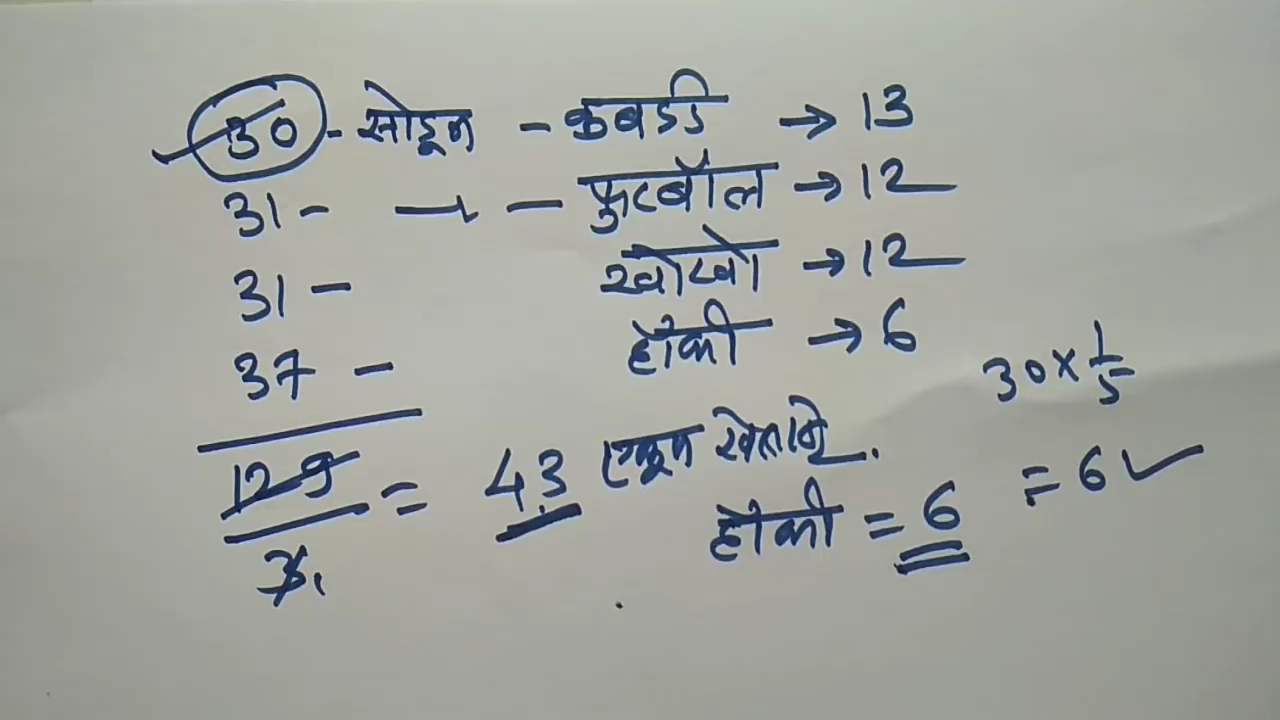 30 - सोडून - कबड्डी → 13
31 - —〃— फुटबॉल → 12
31 - खोखो → 12
37 - हॉकी → 6
30 × 1/5
= 6 ✓
129/3 = 43 एकूण खेळाडू.
हॉकी = 6